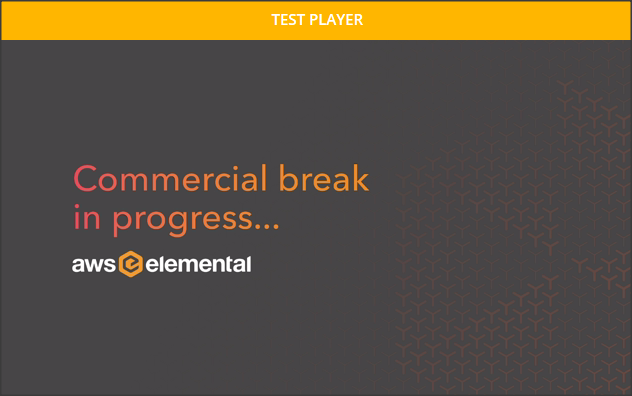 TEST PLAYER
Commercial break
in progress...
aws elemental